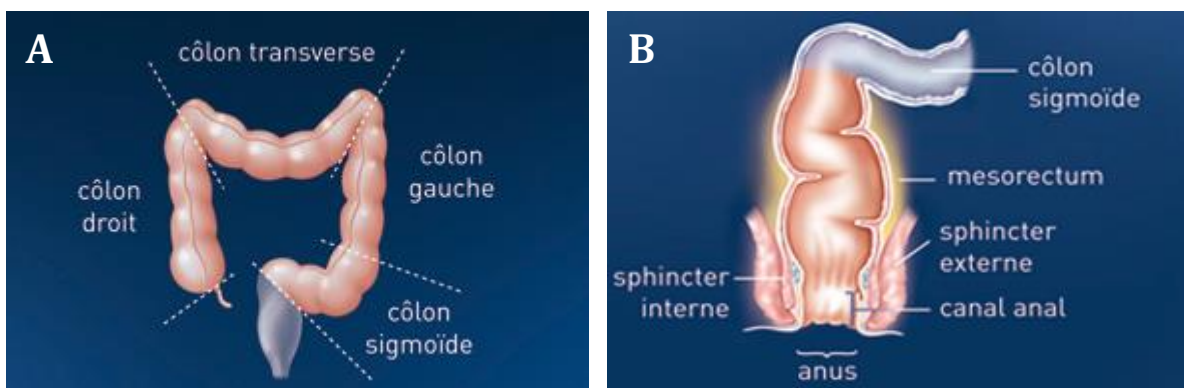 A
côlon transverse
côlon
droit
côlon
gauche
côlon
sigmoïde
B
côlon
sigmoïde
mesorectum
sphincter
externe
sphincter
interne
canal anal
anus